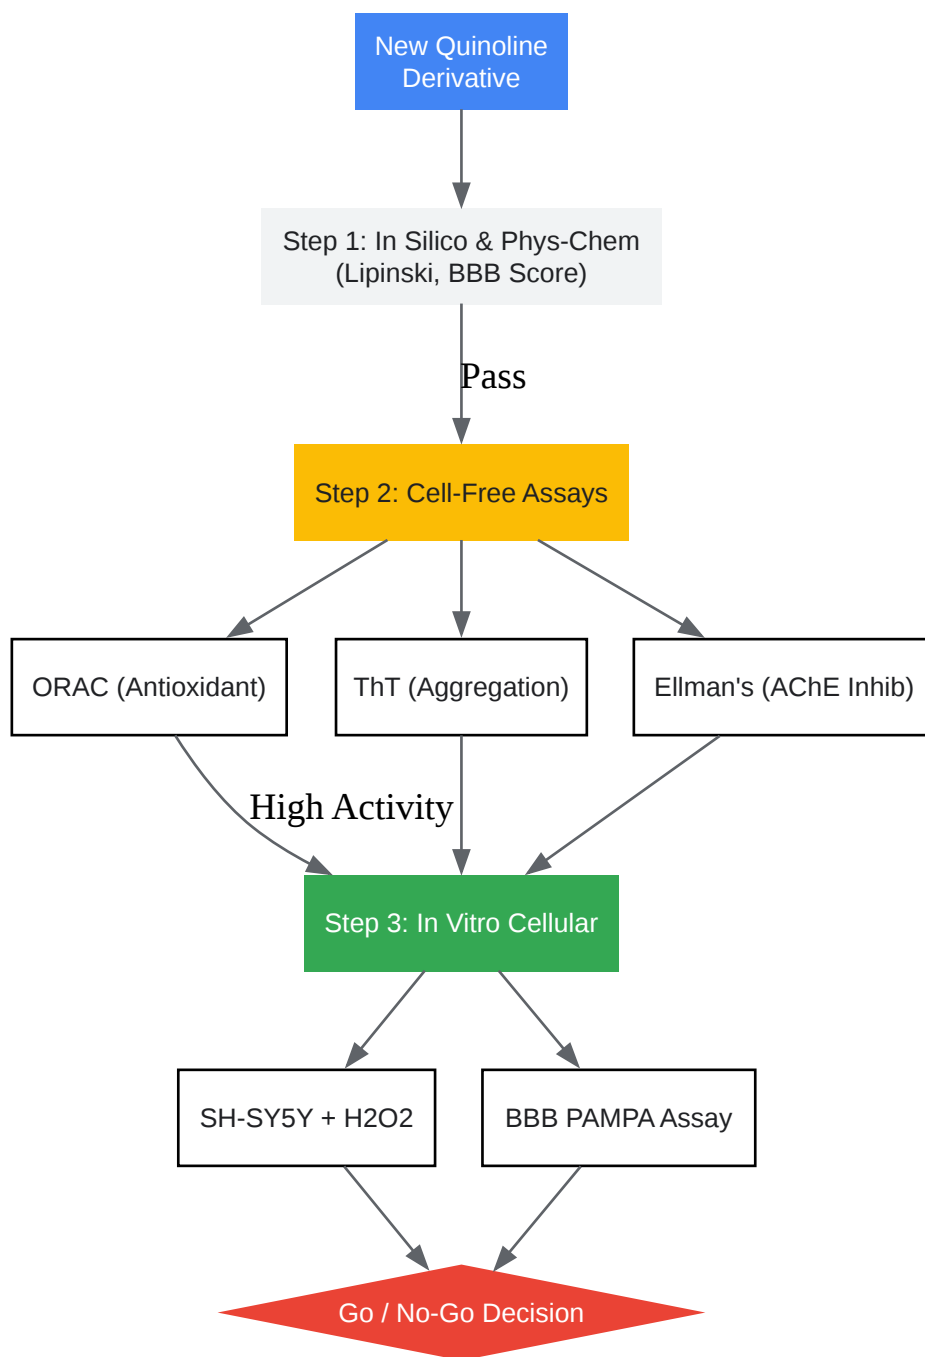 New Quinoline
Derivative
Step 1: In Silico & Phys-Chem
(Lipinski, BBB Score)
Pass
Step 2: Cell-Free Assays
ORAC (Antioxidant)
ThT (Aggregation)
Ellman's (AChE Inhib)
High Activity
Step 3: In Vitro Cellular
SH-SY5Y + H2O2
BBB PAMPA Assay
Go / No-Go Decision